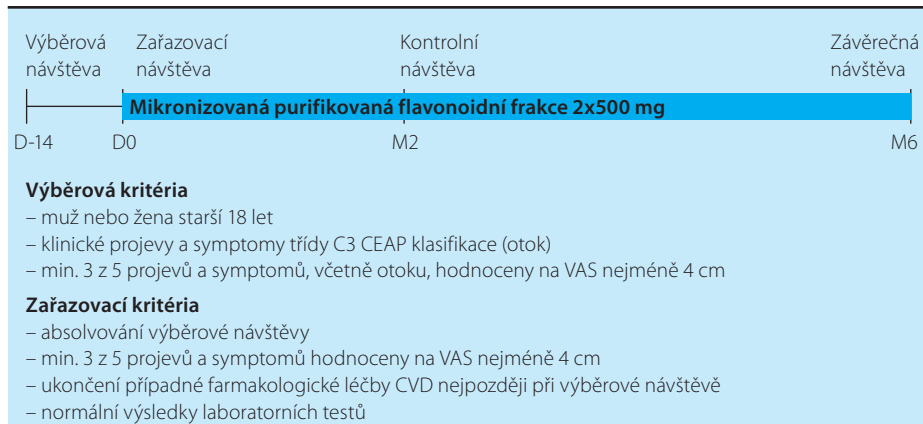 Výběrová Zařazovací Kontrolní Závěrečná
návštěva návštěva návštěva návštěva
Mikronizovaná purifikovaná flavonoidní frakce 2x500 mg
D-14 D0 M2 M6
Výběrová kritéria
– muž nebo žena starší 18 let
– klinické projevy a symptomy třídy C3 CEAP klasifikace (otok)
– min. 3 z 5 projevů a symptomů, včetně otoku, hodnoceny na VAS nejméně 4 cm
Zařazovací kritéria
– absolvování výběrové návštěvy
– min. 3 z 5 projevů a symptomů hodnoceny na VAS nejméně 4 cm
– ukončení případné farmakologické léčby CVD nejpozději při výběrové návštěvě
– normální výsledky laboratorních testů